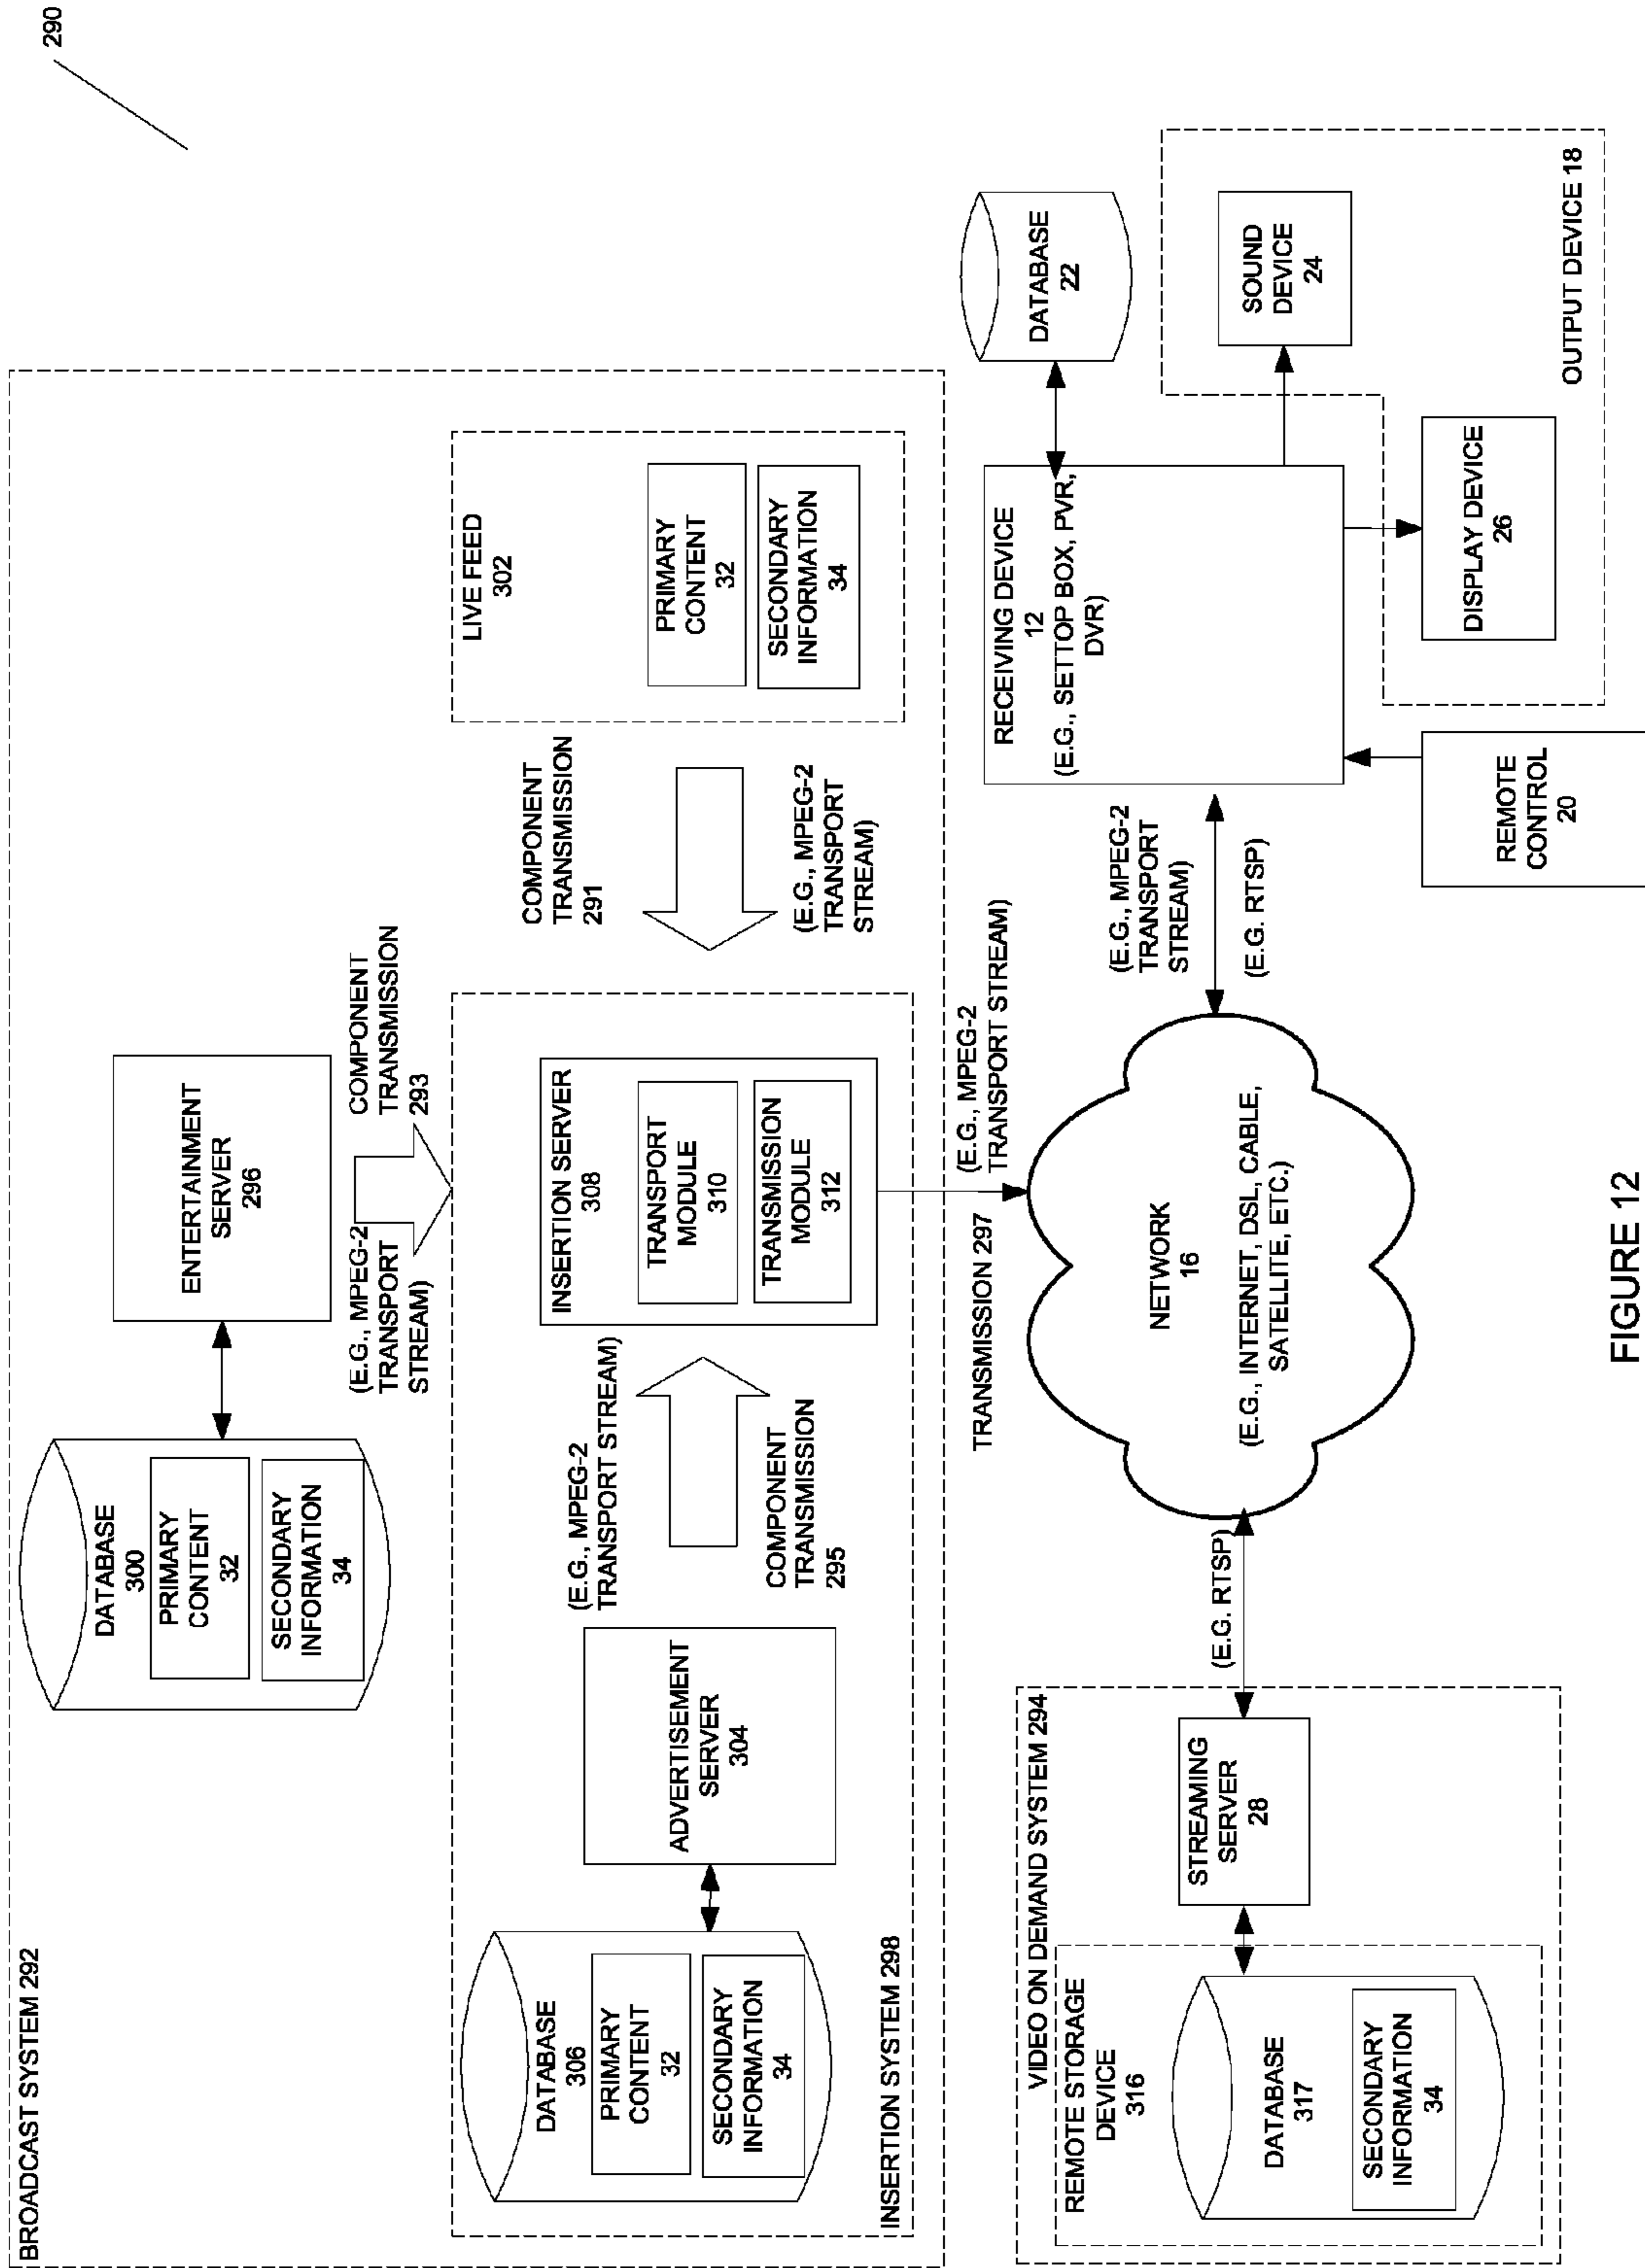 290
BROADCAST SYSTEM 292
DATABASE
300
PRIMARY
CONTENT
32
SECONDARY
INFORMATION
34
ENTERTAINMENT
SERVER
296
(E.G., MPEG-2
TRANSPORT
STREAM)
COMPONENT
TRANSMISSION
293
LIVE FEED
302
PRIMARY
CONTENT
32
SECONDARY
INFORMATION
34
COMPONENT
TRANSMISSION
291
(E.G., MPEG-2
TRANSPORT
STREAM)
DATABASE
306
PRIMARY
CONTENT
32
SECONDARY
INFORMATION
34
ADVERTISEMENT
SERVER
304
(E.G., MPEG-2
TRANSPORT STREAM)
COMPONENT
TRANSMISSION
295
INSERTION SERVER
308
TRANSPORT
MODULE
310
TRANSMISSION
MODULE
312
INSERTION SYSTEM 298
TRANSMISSION 297
(E.G., MPEG-2
TRANSPORT STREAM)
VIDEO ON DEMAND SYSTEM 294
REMOTE STORAGE
DEVICE
316
DATABASE
317
SECONDARY
INFORMATION
34
STREAMING
SERVER
28
(E.G. RTSP)
NETWORK
16
(E.G., INTERNET, DSL, CABLE,
SATELLITE, ETC.)
(E.G., MPEG-2
TRANSPORT
STREAM)
(E.G. RTSP)
RECEIVING DEVICE
12
(E.G., SETTOP BOX, PVR,
DVR)
DATABASE
22
SOUND
DEVICE
24
DISPLAY DEVICE
26
OUTPUT DEVICE 18
REMOTE
CONTROL
20
FIGURE 12